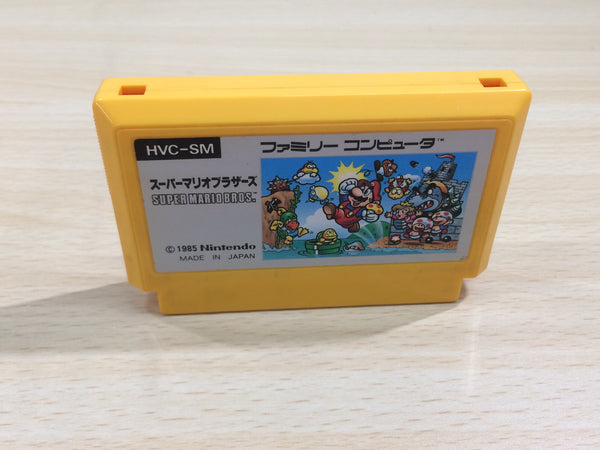 HVC-SM
ファミリー コンピュータ™
スーパーマリオブラザーズ
SUPER MARIO BROS.
© 1985 Nintendo
MADE IN JAPAN